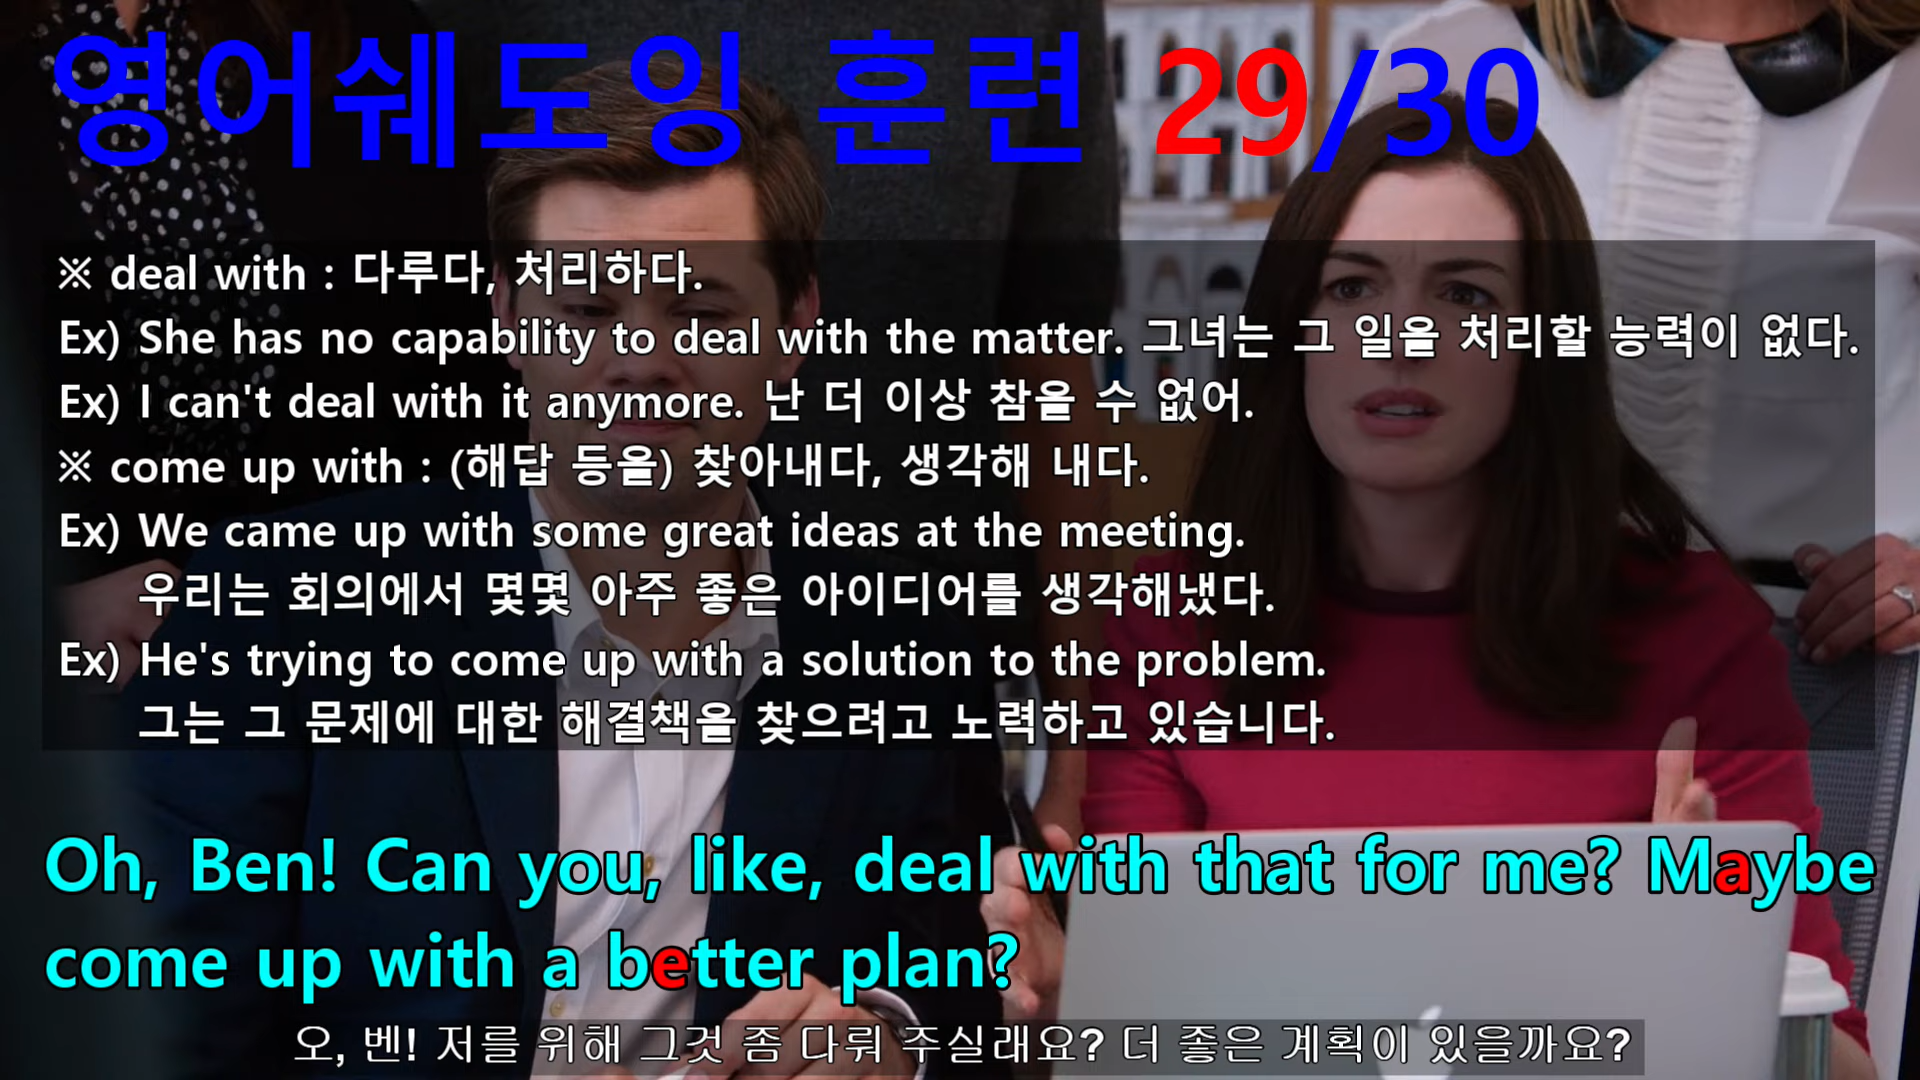 영어쉐도잉 훈련 29/30
※ deal with : 다루다, 처리하다.
Ex) She has no capability to deal with the matter. 그녀는 그 일을 처리할 능력이 없다.
Ex) I can't deal with it anymore. 난 더 이상 참을 수 없어.
※ come up with : (해답 등을) 찾아내다, 생각해 내다.
Ex) We came up with some great ideas at the meeting.
우리는 회의에서 몇몇 아주 좋은 아이디어를 생각해냈다.
Ex) He's trying to come up with a solution to the problem.
그는 그 문제에 대한 해결책을 찾으려고 노력하고 있습니다.
Oh, Ben! Can you, like, deal with that for me? Maybe
come up with a better plan?
오, 벤! 저를 위해 그것 좀 다뤄 주실래요? 더 좋은 계획이 있을까요?